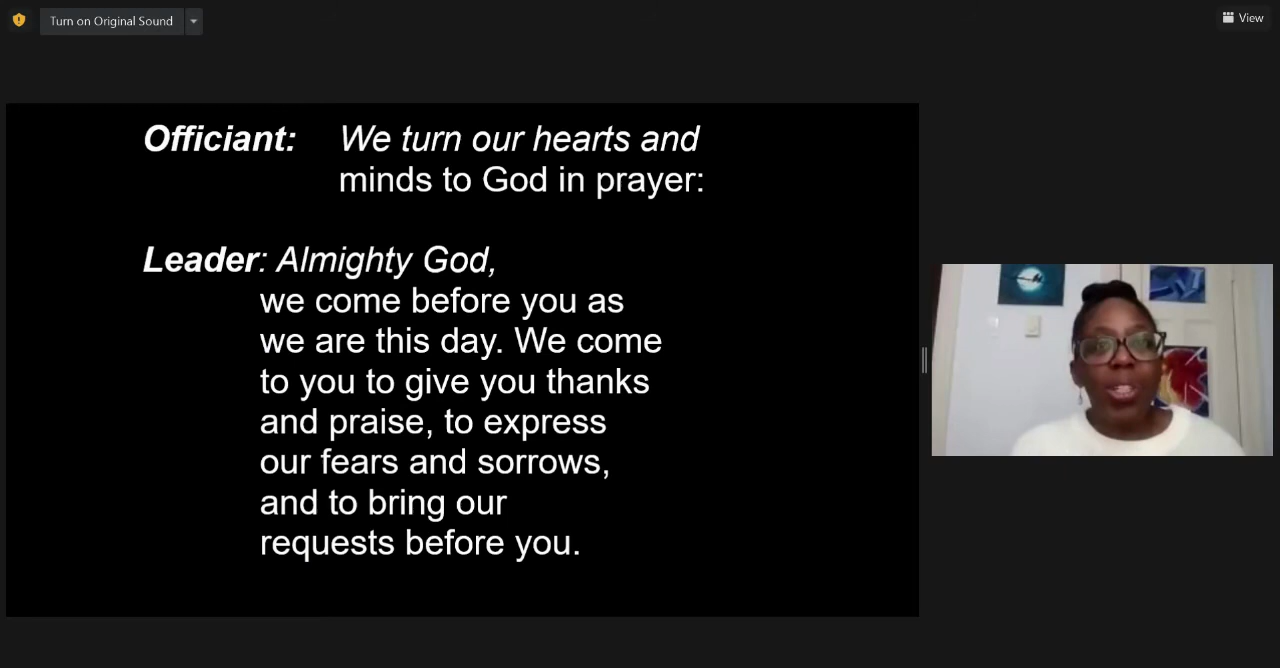 Turn on Original Sound
View
Officiant: We turn our hearts and
minds to God in prayer:
Leader: Almighty God,
we come before you as
we are this day. We come
to you to give you thanks
and praise, to express
our fears and sorrows,
and to bring our
requests before you.